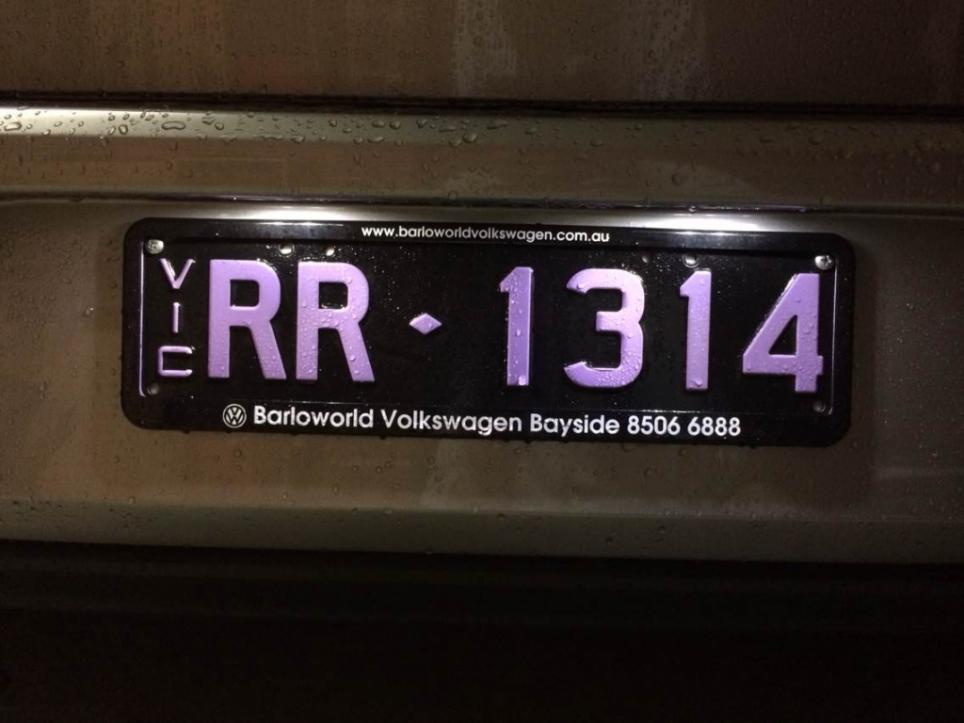 www.barloworldvolkswagen.com.au
VIC
RR 1314
Barloworld Volkswagen Bayside 8506 6888